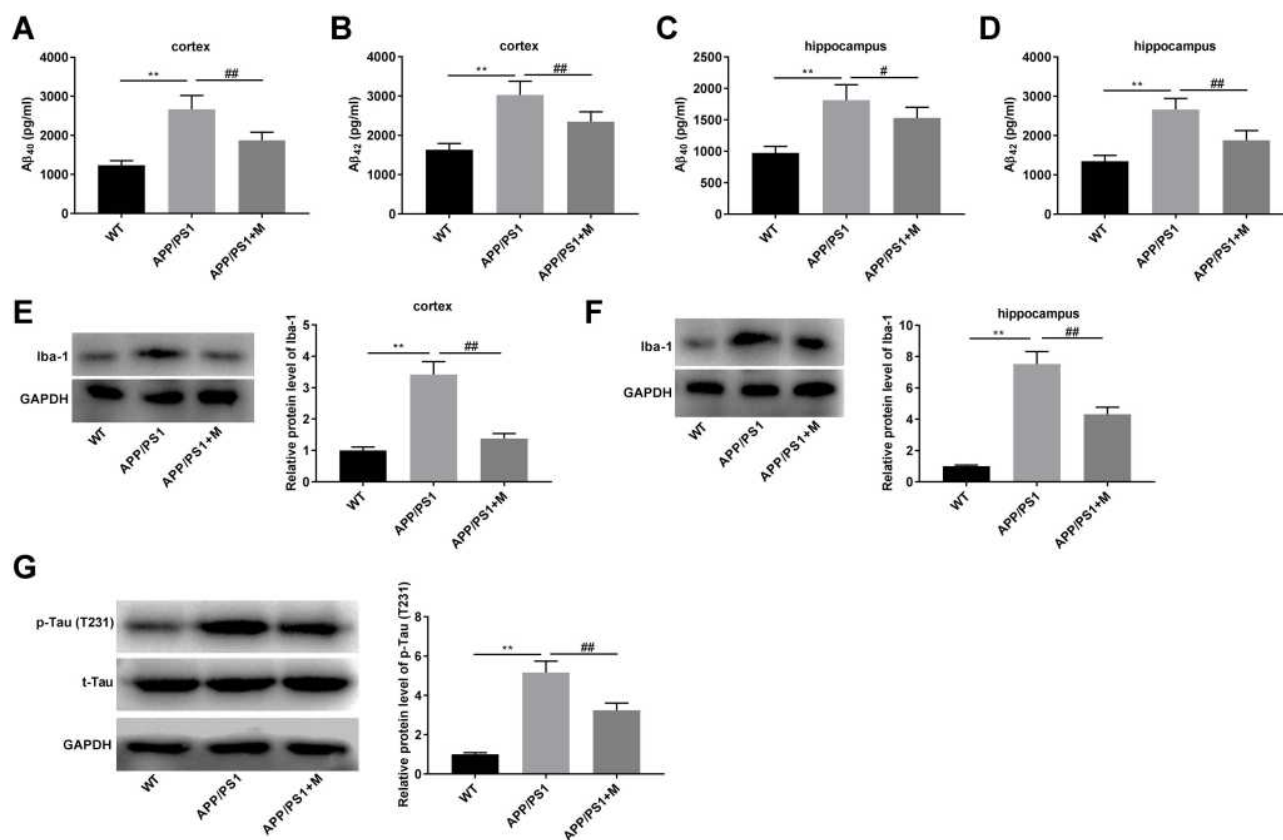 A
cortex
Aβ40 (pg/ml)
4000
3000
2000
1000
0
**
##
WT
APP/PS1
APP/PS1+M
B
cortex
Aβ42 (pg/ml)
4000
3000
2000
1000
0
**
##
WT
APP/PS1
APP/PS1+M
C
hippocampus
Aβ40 (pg/ml)
2500
2000
1500
1000
500
0
**
#
WT
APP/PS1
APP/PS1+M
D
hippocampus
Aβ42 (pg/ml)
4000
3000
2000
1000
0
**
##
WT
APP/PS1
APP/PS1+M
E
Iba-1
GAPDH
WT
APP/PS1
APP/PS1+M
cortex
Relative protein level of Iba-1
5
4
3
2
1
0
**
##
WT
APP/PS1
APP/PS1+M
F
Iba-1
GAPDH
WT
APP/PS1
APP/PS1+M
hippocampus
Relative protein level of Iba-1
10
8
6
4
2
0
**
##
WT
APP/PS1
APP/PS1+M
G
p-Tau (T231)
t-Tau
GAPDH
WT
APP/PS1
APP/PS1+M
Relative protein level of p-Tau (T231)
8
6
4
2
0
**
##
WT
APP/PS1
APP/PS1+M